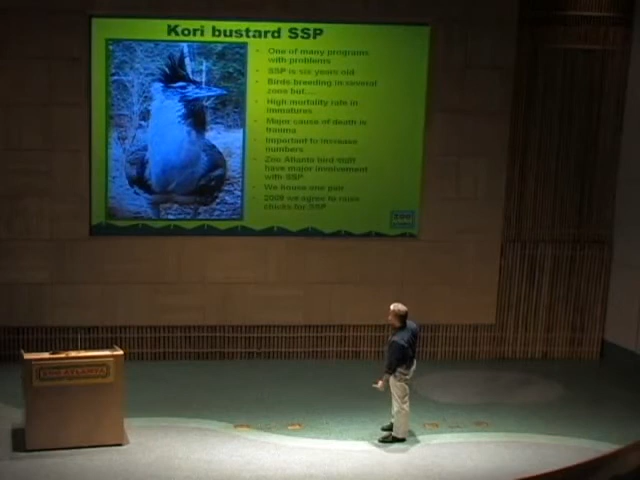 Kori bustard SSP
- One of many programs
with problems
- SSP is six years old
- Birds breeding in several
zoos but....
- High mortality rate in
immatures
- Major cause of death is
trauma
- Important to increase
numbers
- Zoo Atlanta bird staff
have major involvement
with SSP
- We house one pair
- 2009 we agree to raise
chicks for SSP
ZOO
ZOO ATLANTA